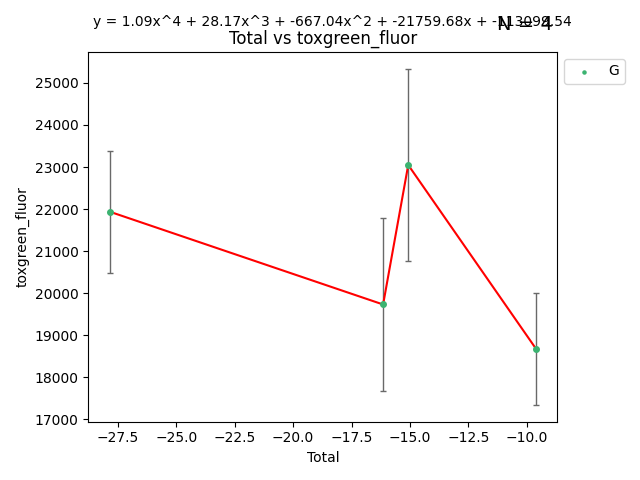 y = 1.09x^4 + 28.17x^3 + -667.04x^2 + -21759.68x +
N = 4
Total vs toxgreen_fluor
G
25000
24000
23000
22000
21000
20000
19000
18000
17000
toxgreen_fluor
−27.5 −25.0 −22.5 −20.0 −17.5 −15.0 −12.5 −10.0
Total